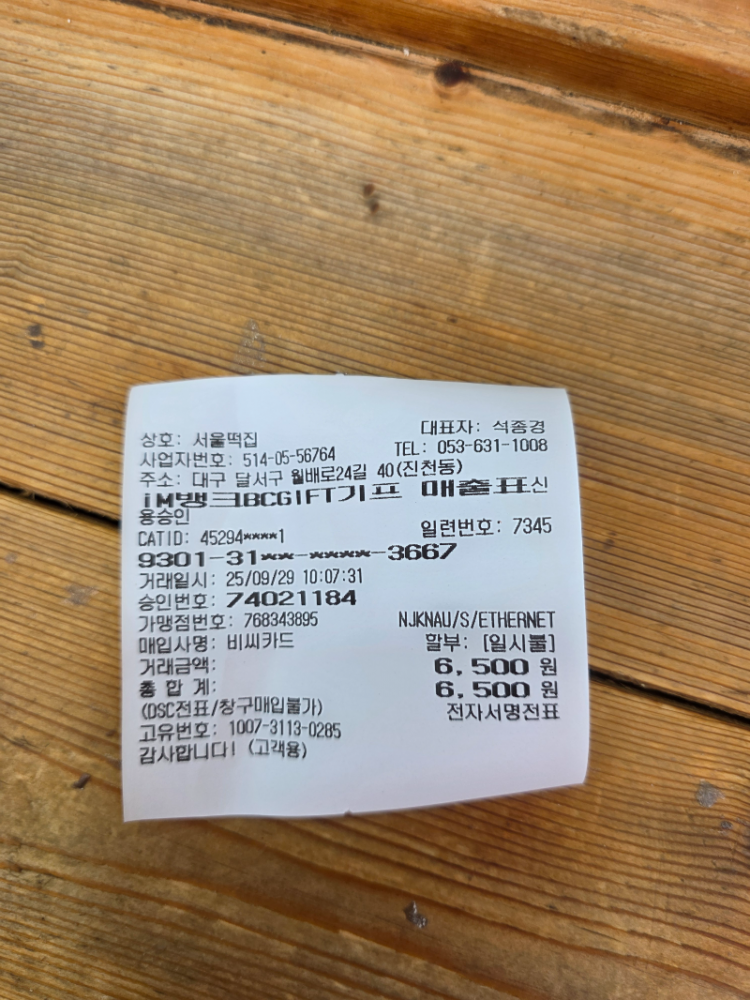 상호: 서울떡집 대표자: 석종경
사업자번호: 514-05-56764 TEL: 053-631-1008
주소: 대구 달서구 월배로24길 40(진천동)
iM뱅크BCGIFT기프 매출표신
용승인
CATID: 45294****1 일련번호: 7345
9301-31**-****-3667
거래일시: 25/09/29 10:07:31
승인번호: 74021184
가맹점번호: 768343895 NJKNAU/S/ETHERNET
매입사명: 비씨카드 할부: [일시불]
거래금액: 6,500 원
총 합 계: 6,500 원
(DSC전표/창구매입불가) 전자서명전표
고유번호: 1007-3113-0285
감사합니다! (고객용)